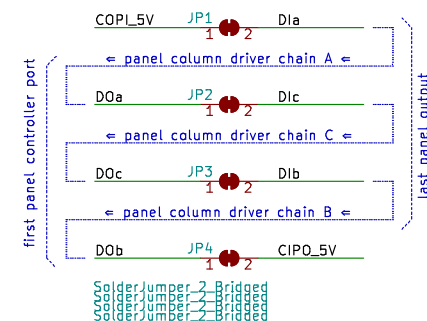 COPI_5V JP1 DIa
1 2
⇐ panel column driver chain A ⇐
DOa JP2 DIc
1 2
⇐ panel column driver chain C ⇐
DOc JP3 DIb
1 2
⇐ panel column driver chain B ⇐
DOb JP4 CIPO_5V
1 2
first panel controller port
last panel output
SolderJumper_2_Bridged
SolderJumper_2_Bridged
SolderJumper_2_Bridged
SolderJumper_2_Bridged